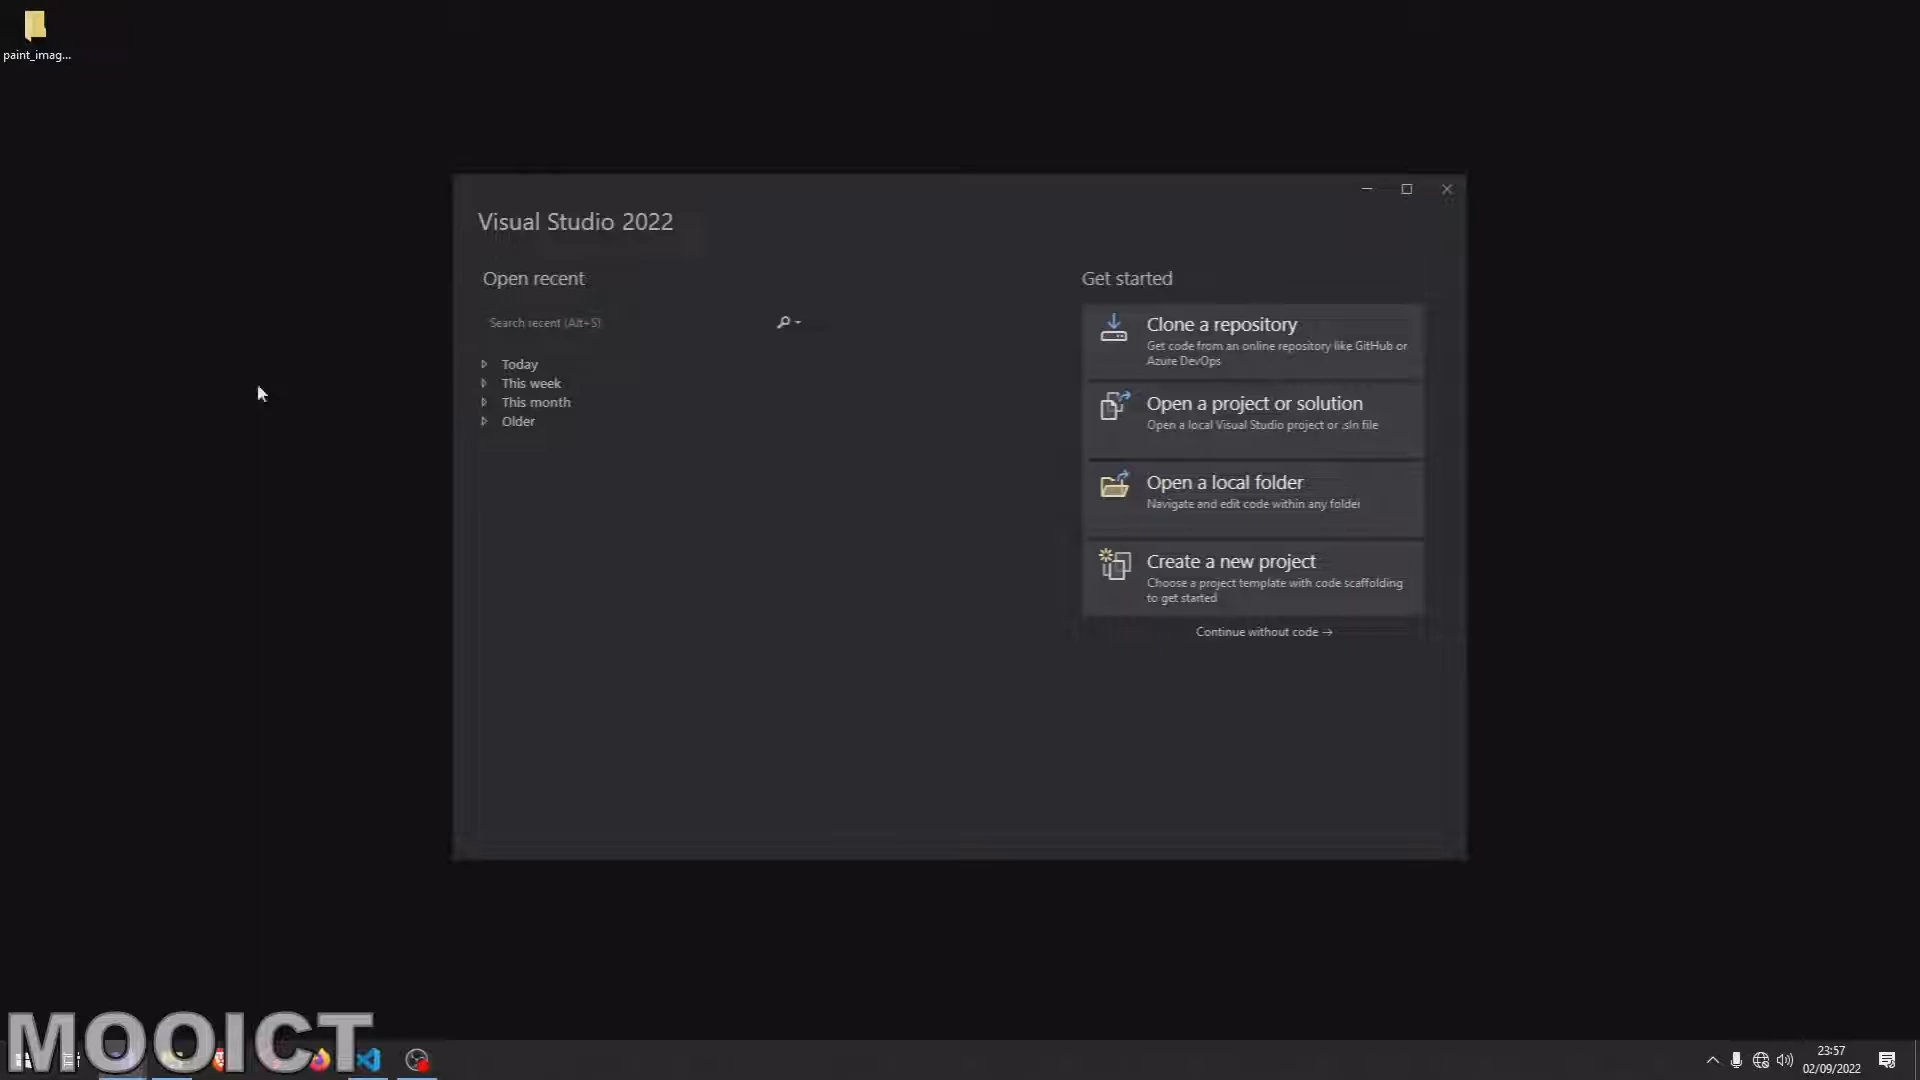 paint_imag...
Visual Studio 2022
Open recent
Search recent (Alt+S)
Today
This week
This month
Older
Get started
Clone a repository
Get code from an online repository like GitHub or
Azure DevOps
Open a project or solution
Open a local Visual Studio project or .sln file
Open a local folder
Navigate and edit code within any folder
Create a new project
Choose a project template with code scaffolding
to get started
Continue without code →
MOOICT
23:57
02/09/2022